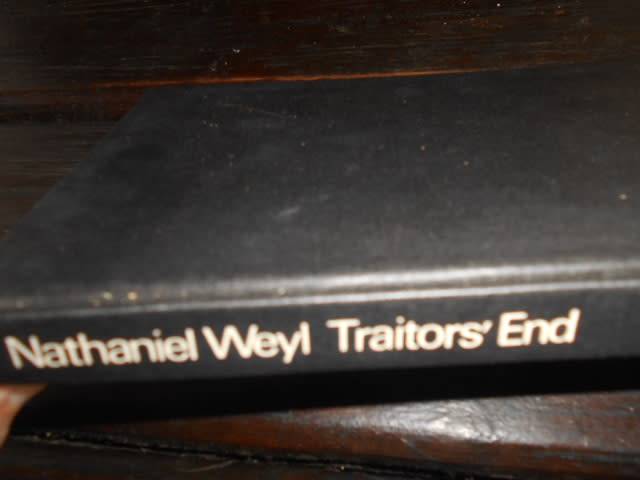 Nathaniel Weyl Traitors' End